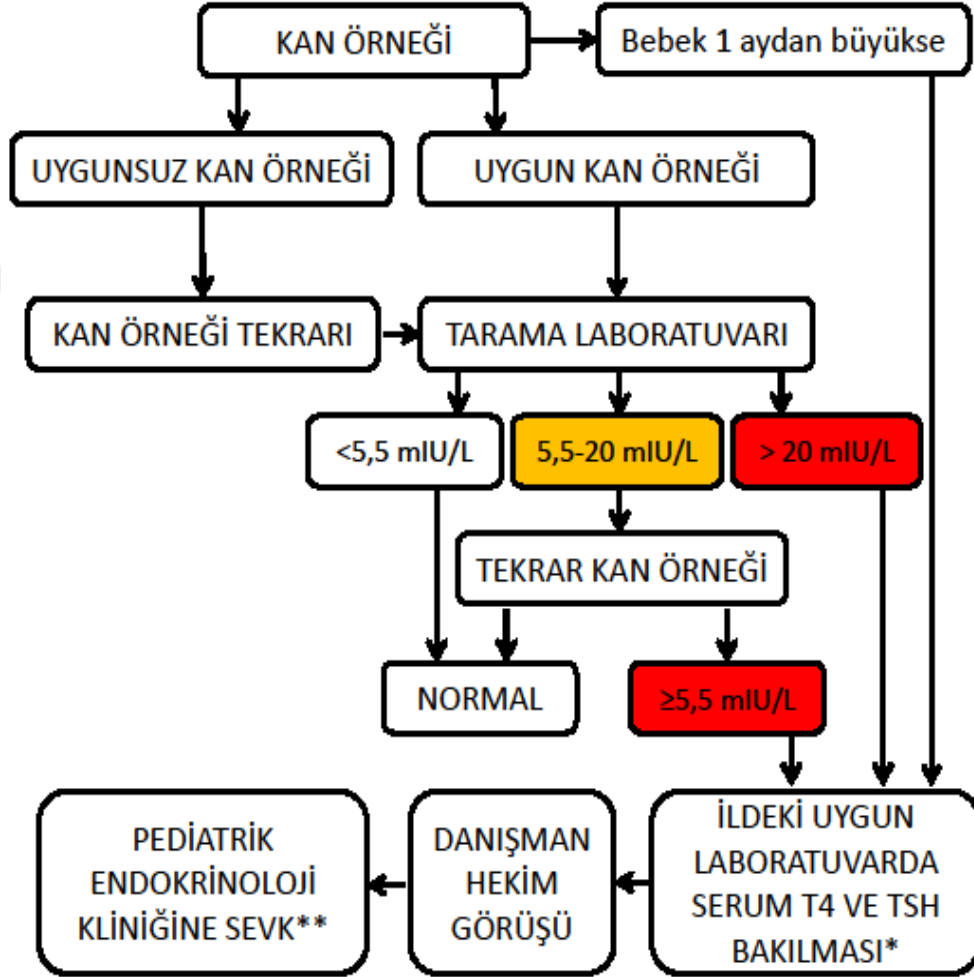 KAN ÖRNEĞİ
Bebek 1 aydan büyükse
UYGUNSUZ KAN ÖRNEĞİ
UYGUN KAN ÖRNEĞİ
KAN ÖRNEĞİ TEKRARI
TARAMA LABORATUVARI
<5,5 mIU/L
5,5-20 mIU/L
> 20 mIU/L
TEKRAR KAN ÖRNEĞİ
NORMAL
≥5,5 mIU/L
PEDİATRİK
ENDOKRİNOLOJİ
KLİNİĞİNE SEVK**
DANIŞMAN
HEKİM
GÖRÜŞÜ
İLDEKİ UYGUN
LABORATUVARDA
SERUM T4 VE TSH
BAKILMASI*